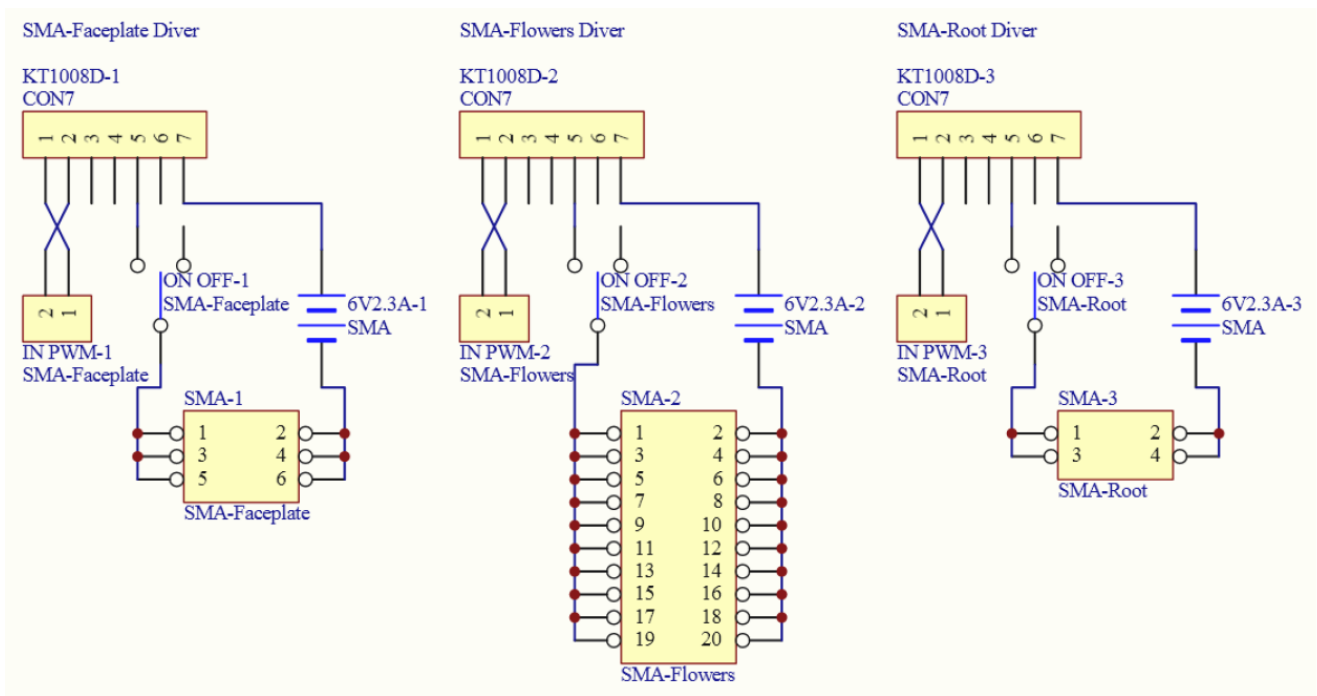 SMA-Faceplate Diver
KT1008D-1
CON7
1 2 3 4 5 6 7
ON OFF-1
SMA-Faceplate
6V2.3A-1
SMA
2 1
IN PWM-1
SMA-Faceplate
SMA-1
1 2
3 4
5 6
SMA-Faceplate
SMA-Flowers Diver
KT1008D-2
CON7
1 2 3 4 5 6 7
ON OFF-2
SMA-Flowers
6V2.3A-2
SMA
2 1
IN PWM-2
SMA-Flowers
SMA-2
1 2
3 4
5 6
7 8
9 10
11 12
13 14
15 16
17 18
19 20
SMA-Flowers
SMA-Root Diver
KT1008D-3
CON7
1 2 3 4 5 6 7
ON OFF-3
SMA-Root
6V2.3A-3
SMA
2 1
IN PWM-3
SMA-Root
SMA-3
1 2
3 4
SMA-Root